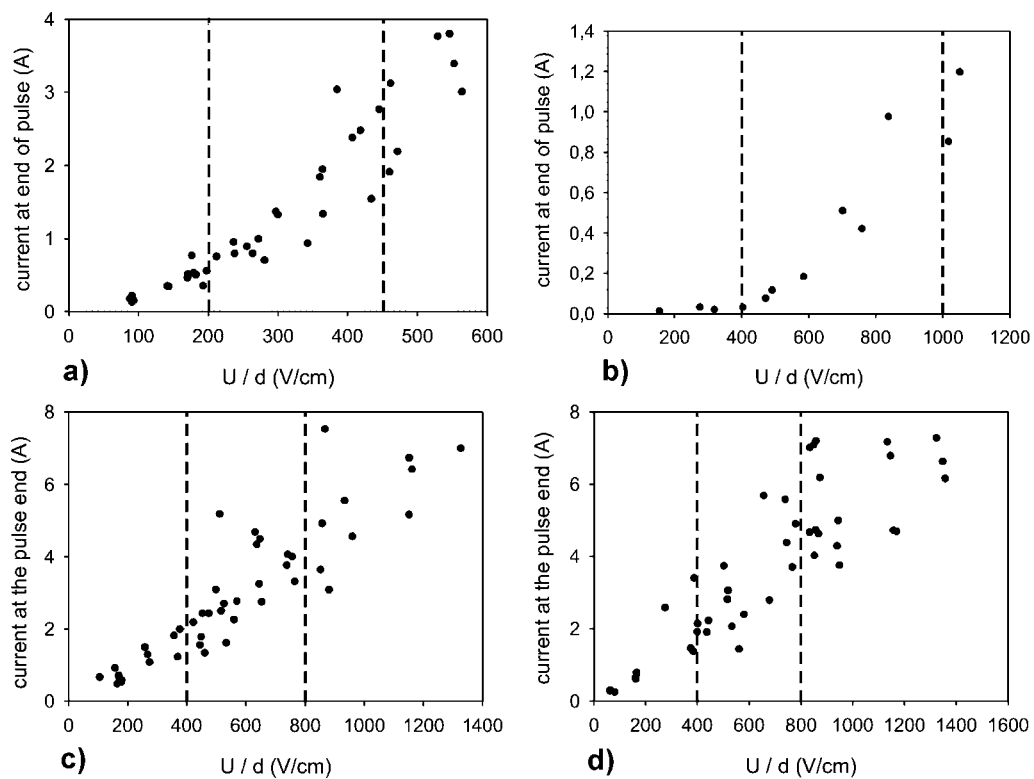 current at end of pulse (A)
4
3
2
1
0
0 100 200 300 400 500 600
a)
U / d (V/cm)
current at end of pulse (A)
1,4
1,2
1,0
0,8
0,6
0,4
0,2
0,0
0 200 400 600 800 1000 1200
b)
U / d (V/cm)
current at the pulse end (A)
8
6
4
2
0
0 200 400 600 800 1000 1200 1400
c)
U / d (V/cm)
current at the pulse end (A)
8
6
4
2
0
0 200 400 600 800 1000 1200 1400 1600
d)
U / d (V/cm)